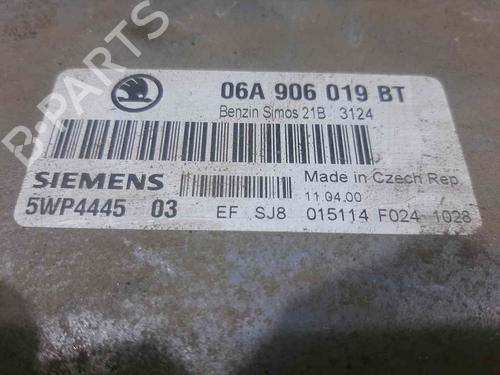 06A 906 019 BT
Benzin Simos 21B 3124
SIEMENS
Made in Czech Rep.
11.04.00
5WP4445 03 EF SJ8 015114 F024 1028
B-PARTS